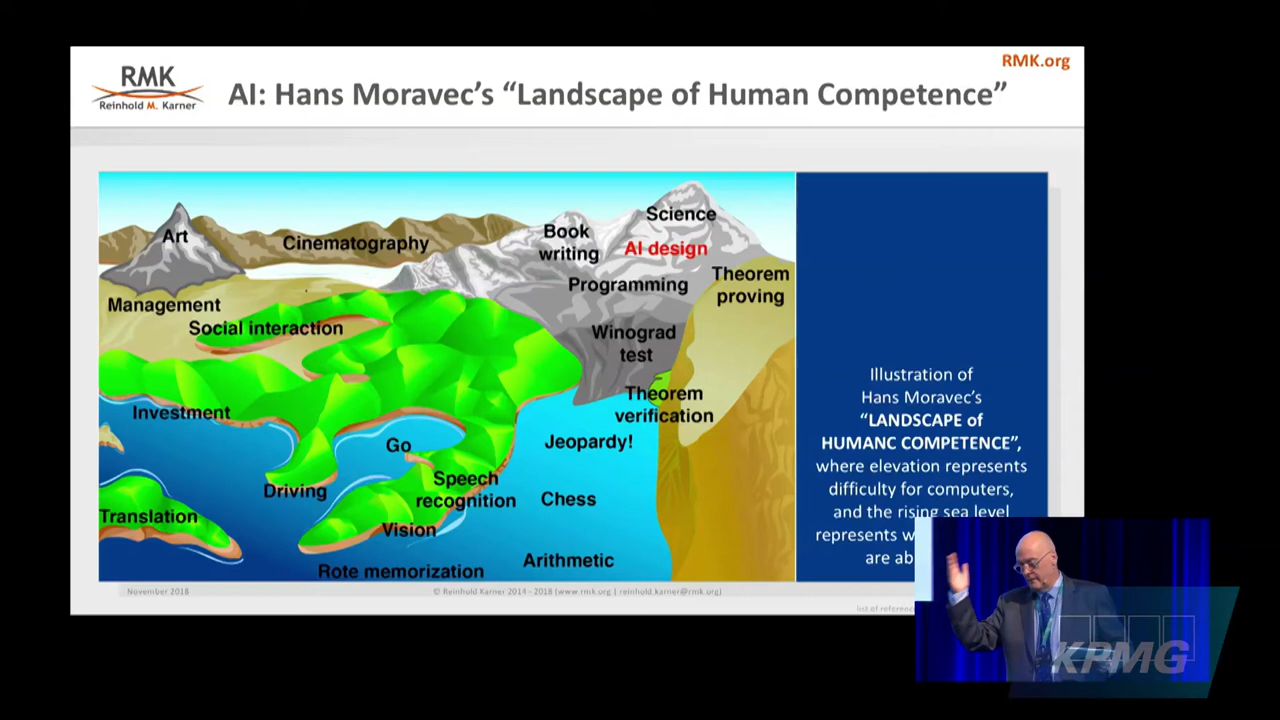 RMK
Reinhold M. Karner
RMK.org
AI: Hans Moravec’s “Landscape of Human Competence”
Art
Cinematography
Book
writing
Science
AI design
Programming
Theorem
proving
Management
Social interaction
Winograd
test
Theorem
verification
Investment
Go
Jeopardy!
Driving
Speech
recognition
Chess
Translation
Vision
Arithmetic
Rote memorization
Illustration of
Hans Moravec’s
“LANDSCAPE of
HUMANC COMPETENCE”,
where elevation represents
difficulty for computers,
and the rising sea level
represents
are
November 2018
© Reinhold Karner 2014 - 2018 (www.rmk.org | reinhold.karner@rmk.org)
list of
KPMG